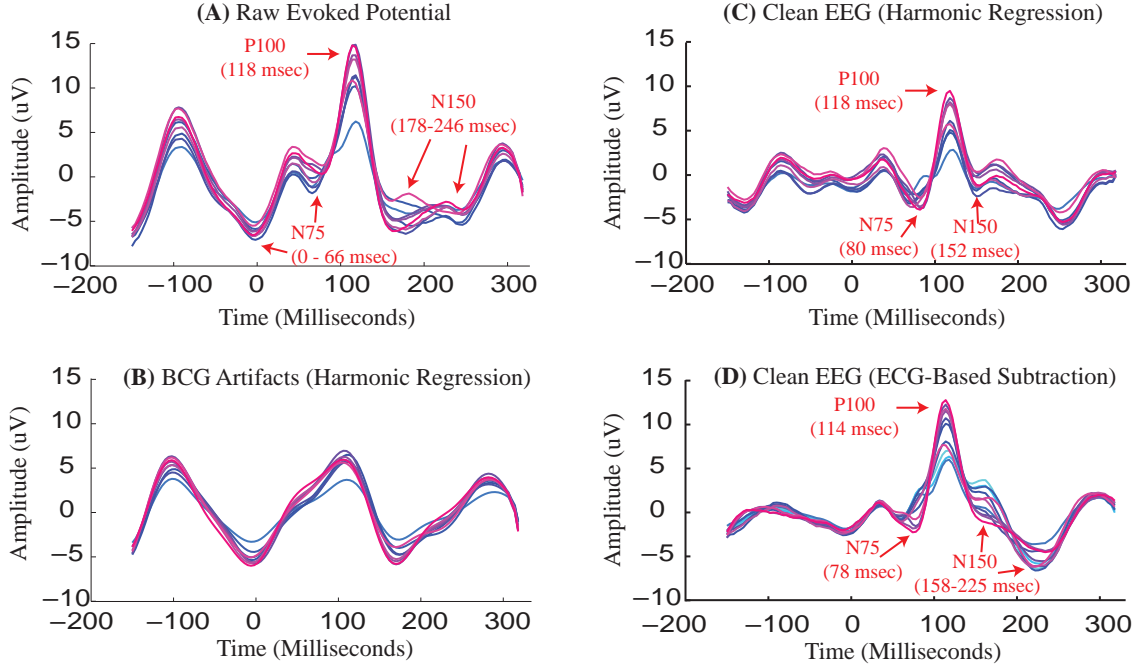 (A) Raw Evoked Potential
15
10
5
0
−5
−10
Amplitude (uV)
P100
(118 msec)
N150
(178-246 msec)
N75
(0 - 66 msec)
−200 −100 0 100 200 300
Time (Milliseconds)
(C) Clean EEG (Harmonic Regression)
15
10
5
0
−5
−10
Amplitude (uV)
P100
(118 msec)
N75
(80 msec)
N150
(152 msec)
−200 −100 0 100 200 300
Time (Milliseconds)
(B) BCG Artifacts (Harmonic Regression)
15
10
5
0
−5
−10
Amplitude (uV)
−200 −100 0 100 200 300
Time (Milliseconds)
(D) Clean EEG (ECG-Based Subtraction)
15
10
5
0
−5
−10
Amplitude (uV)
P100
(114 msec)
N75
(78 msec)
N150
(158-225 msec)
−200 −100 0 100 200 300
Time (Milliseconds)